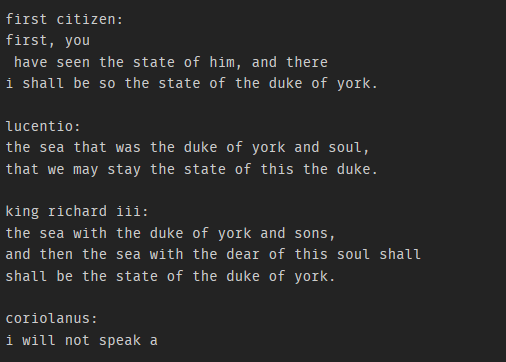 first citizen:
first, you
 have seen the state of him, and there
i shall be so the state of the duke of york.

lucentio:
the sea that was the duke of york and soul,
that we may stay the state of this the duke.

king richard iii:
the sea with the duke of york and sons,
and then the sea with the dear of this soul shall
shall be the state of the duke of york.

coriolanus:
i will not speak a